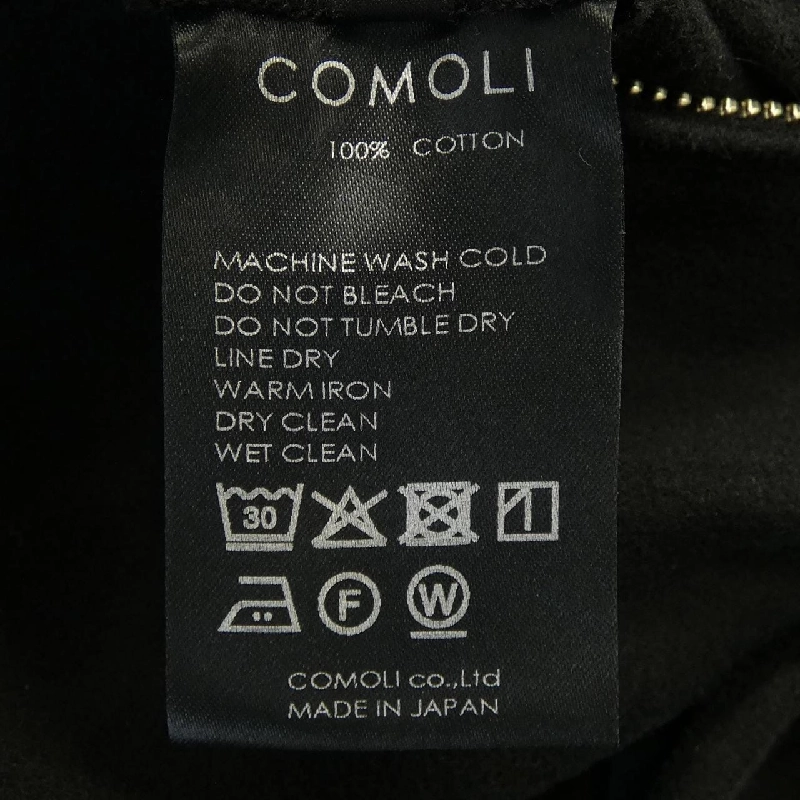 COMOLI
100% COTTON
MACHINE WASH COLD
DO NOT BLEACH
DO NOT TUMBLE DRY
LINE DRY
WARM IRON
DRY CLEAN
WET CLEAN
30
F W
COMOLI co.,Ltd
MADE IN JAPAN